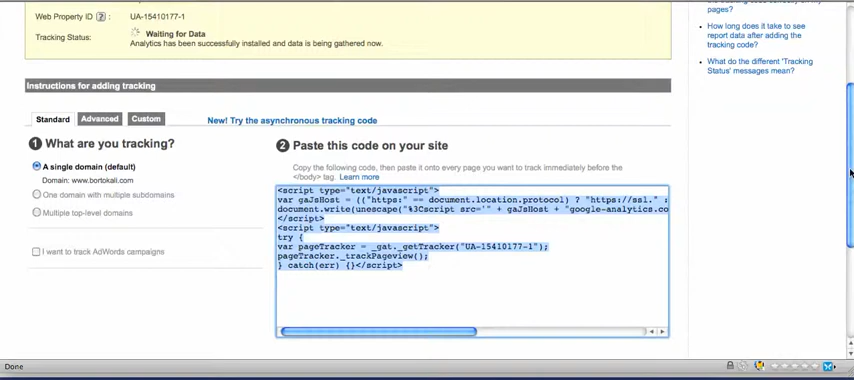 pages?
Web Property ID [?] : UA-15410177-1
How long does it take to see
report data after adding the
tracking code?
Tracking Status: Waiting for Data
Analytics has been successfully installed and data is being gathered now.
What do the different 'Tracking
Status' messages mean?
Instructions for adding tracking
Standard Advanced Custom New! Try the asynchronous tracking code
1 What are you tracking?
A single domain (default)
Domain: www.bortokali.com
One domain with multiple subdomains
Multiple top-level domains
I want to track AdWords campaigns
2 Paste this code on your site
Copy the following code, then paste it onto every page you want to track immediately before the
</body> tag. Learn more
<script type="text/javascript">
var gaJsHost = (("https:" == document.location.protocol) ? "https://ssl." :
document.write(unescape("%3Cscript src='" + gaJsHost + "google-analytics.co
</script>
<script type="text/javascript">
try {
var pageTracker = _gat._getTracker("UA-15410177-1");
pageTracker._trackPageview();
} catch(err) {}</script>
Done